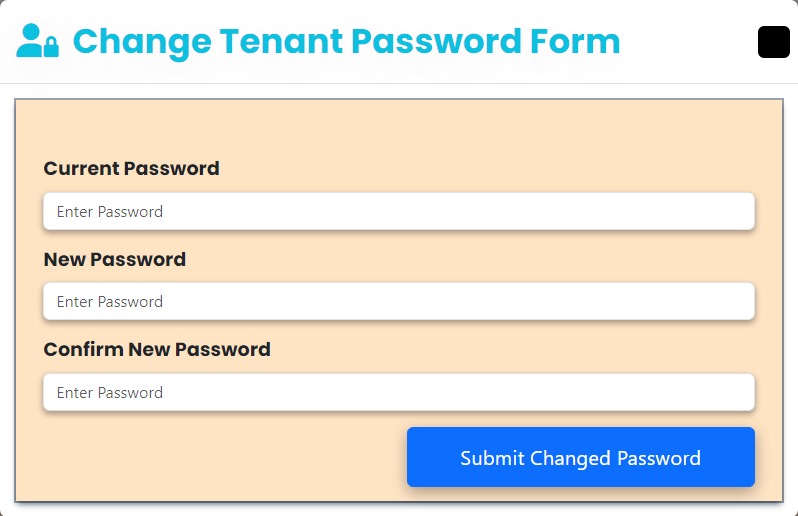 Change Tenant Password Form
Current Password
Enter Password
New Password
Enter Password
Confirm New Password
Enter Password
Submit Changed Password